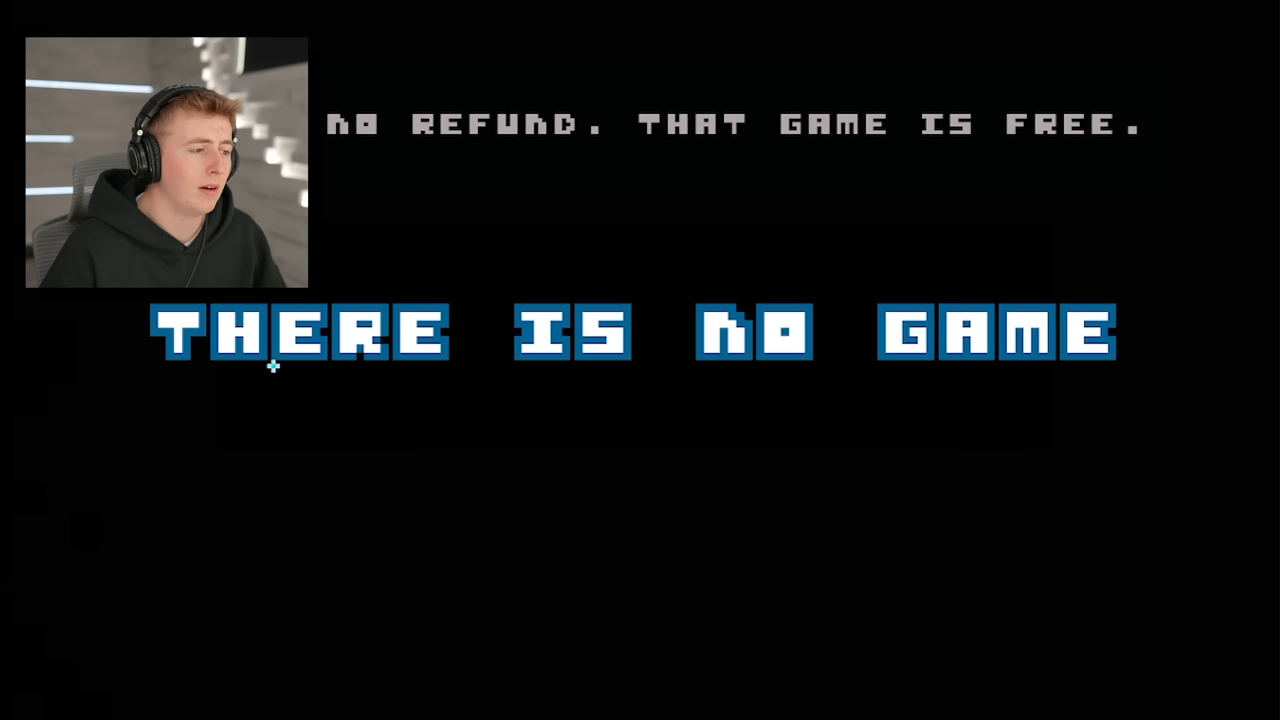 NO REFUND. THAT GAME IS FREE.
THERE IS NO GAME